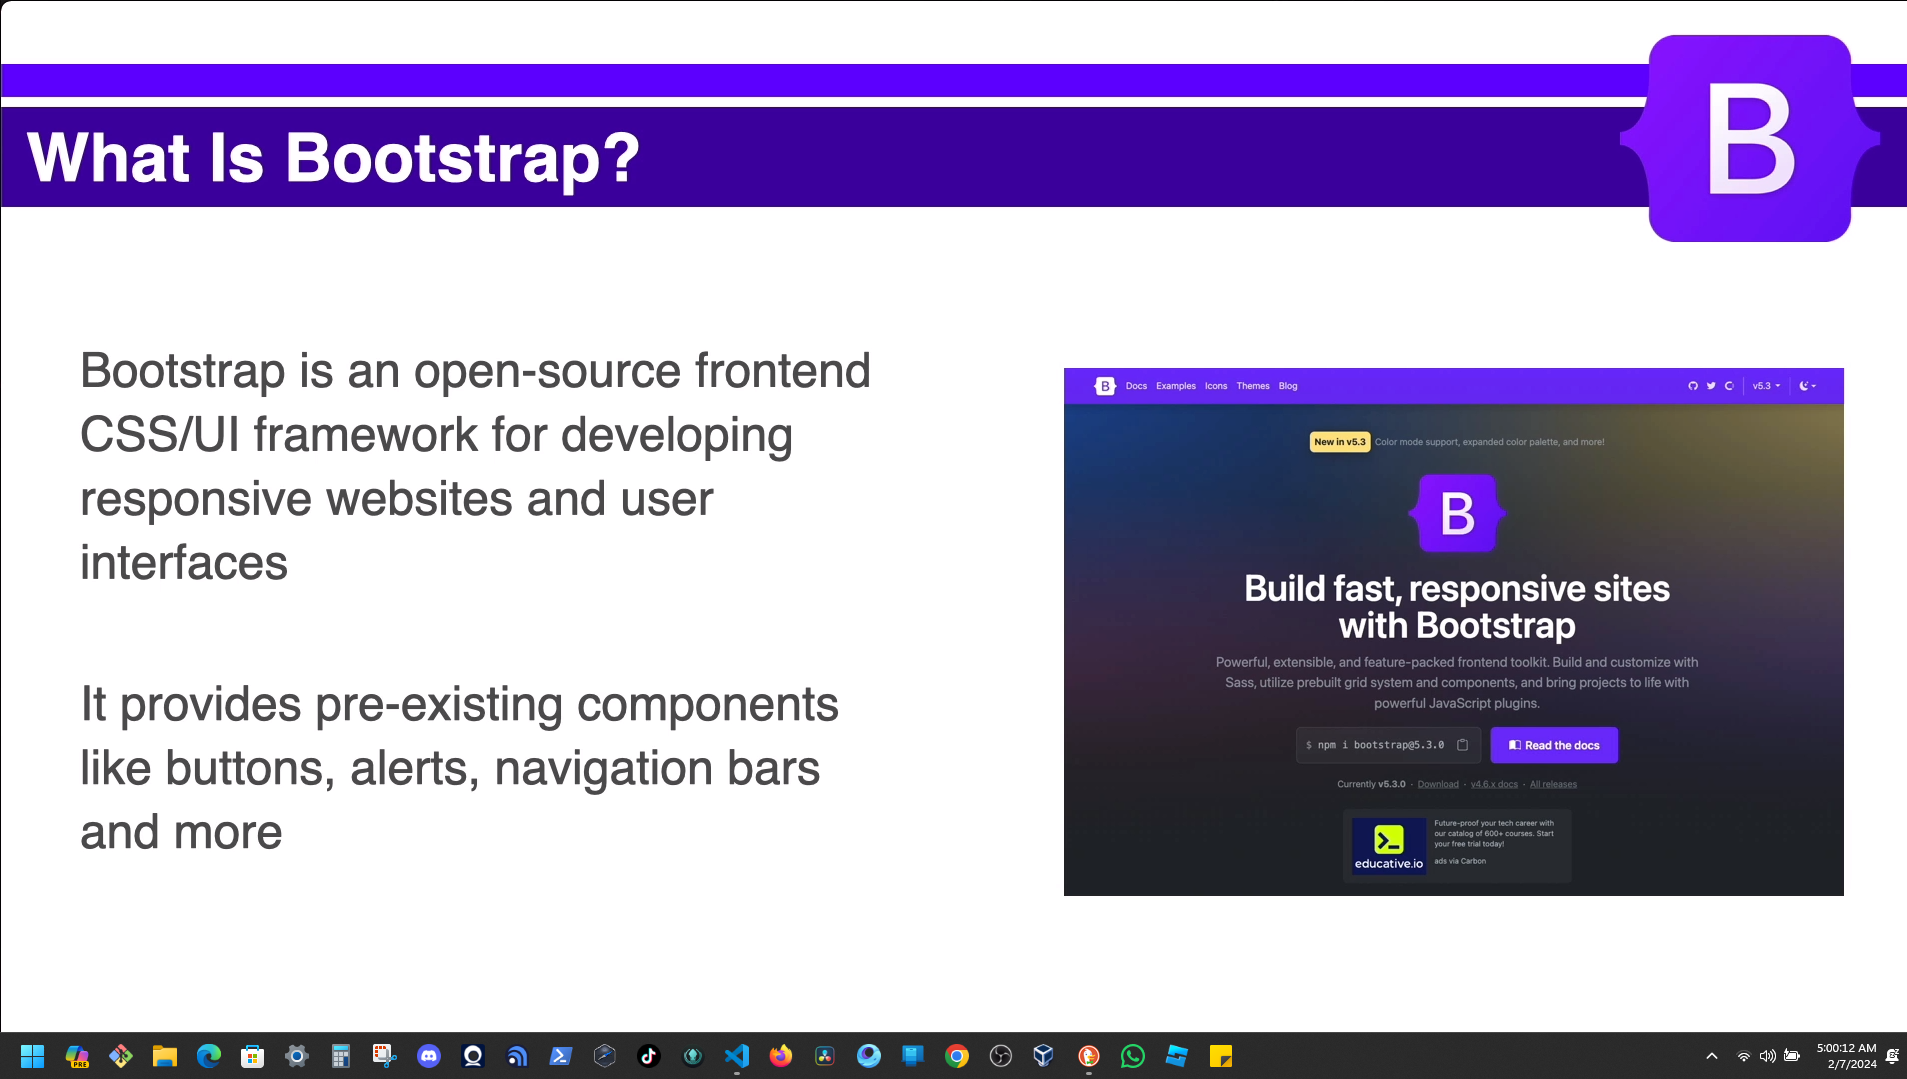 B
What Is Bootstrap?
Bootstrap is an open-source frontend
CSS/UI framework for developing
responsive websites and user
interfaces
It provides pre-existing components
like buttons, alerts, navigation bars
and more
B Docs Examples Icons Themes Blog v5.3
New in v5.3 Color mode support, expanded color palette, and more!
B
Build fast, responsive sites
with Bootstrap
Powerful, extensible, and feature-packed frontend toolkit. Build and customize with
Sass, utilize prebuilt grid system and components, and bring projects to life with
powerful JavaScript plugins.
$ npm i bootstrap@5.3.0 Read the docs
Currently v5.3.0 · Download · v4.6.x docs · All releases
Future-proof your tech career with
our catalog of 600+ courses. Start
your free trial today!
ads via Carbon
educative.io
PRE
5:00:12 AM
2/7/2024